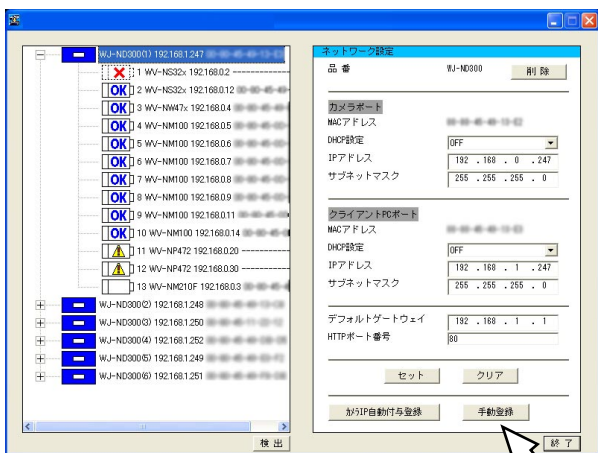 WJ-ND300(1) 192.168.1.247
1 WV-NS32x 192.168.0.2
OK 2 WV-NS32x 192.168.0.12
OK 3 WV-NW47x 192.168.0.4
OK 4 WV-NM100 192.168.0.5
OK 5 WV-NM100 192.168.0.6
OK 6 WV-NM100 192.168.0.7
OK 7 WV-NM100 192.168.0.8
OK 8 WV-NM100 192.168.0.9
OK 9 WV-NM100 192.168.0.11
OK 10 WV-NM100 192.168.0.14
11 WV-NP472 192.168.0.20
12 WV-NP472 192.168.0.30
13 WV-NM210F 192.168.0.3
WJ-ND300(2) 192.168.1.248
WJ-ND300(3) 192.168.1.250
WJ-ND300(4) 192.168.1.252
WJ-ND300(5) 192.168.1.249
WJ-ND300(6) 192.168.1.251
検 出
ネットワーク設定
品 番 WJ-ND300 削 除
カメラポート
MACアドレス
DHCP設定 OFF
IPアドレス 192 . 168 . 0 . 247
サブネットマスク 255 . 255 . 255 . 0
クライアントPCポート
MACアドレス
DHCP設定 OFF
IPアドレス 192 . 168 . 1 . 247
サブネットマスク 255 . 255 . 255 . 0
デフォルトゲートウェイ 192 . 168 . 1 . 1
HTTPポート番号 80
セット クリア
カメラIP自動付与登録 手動登録
終 了